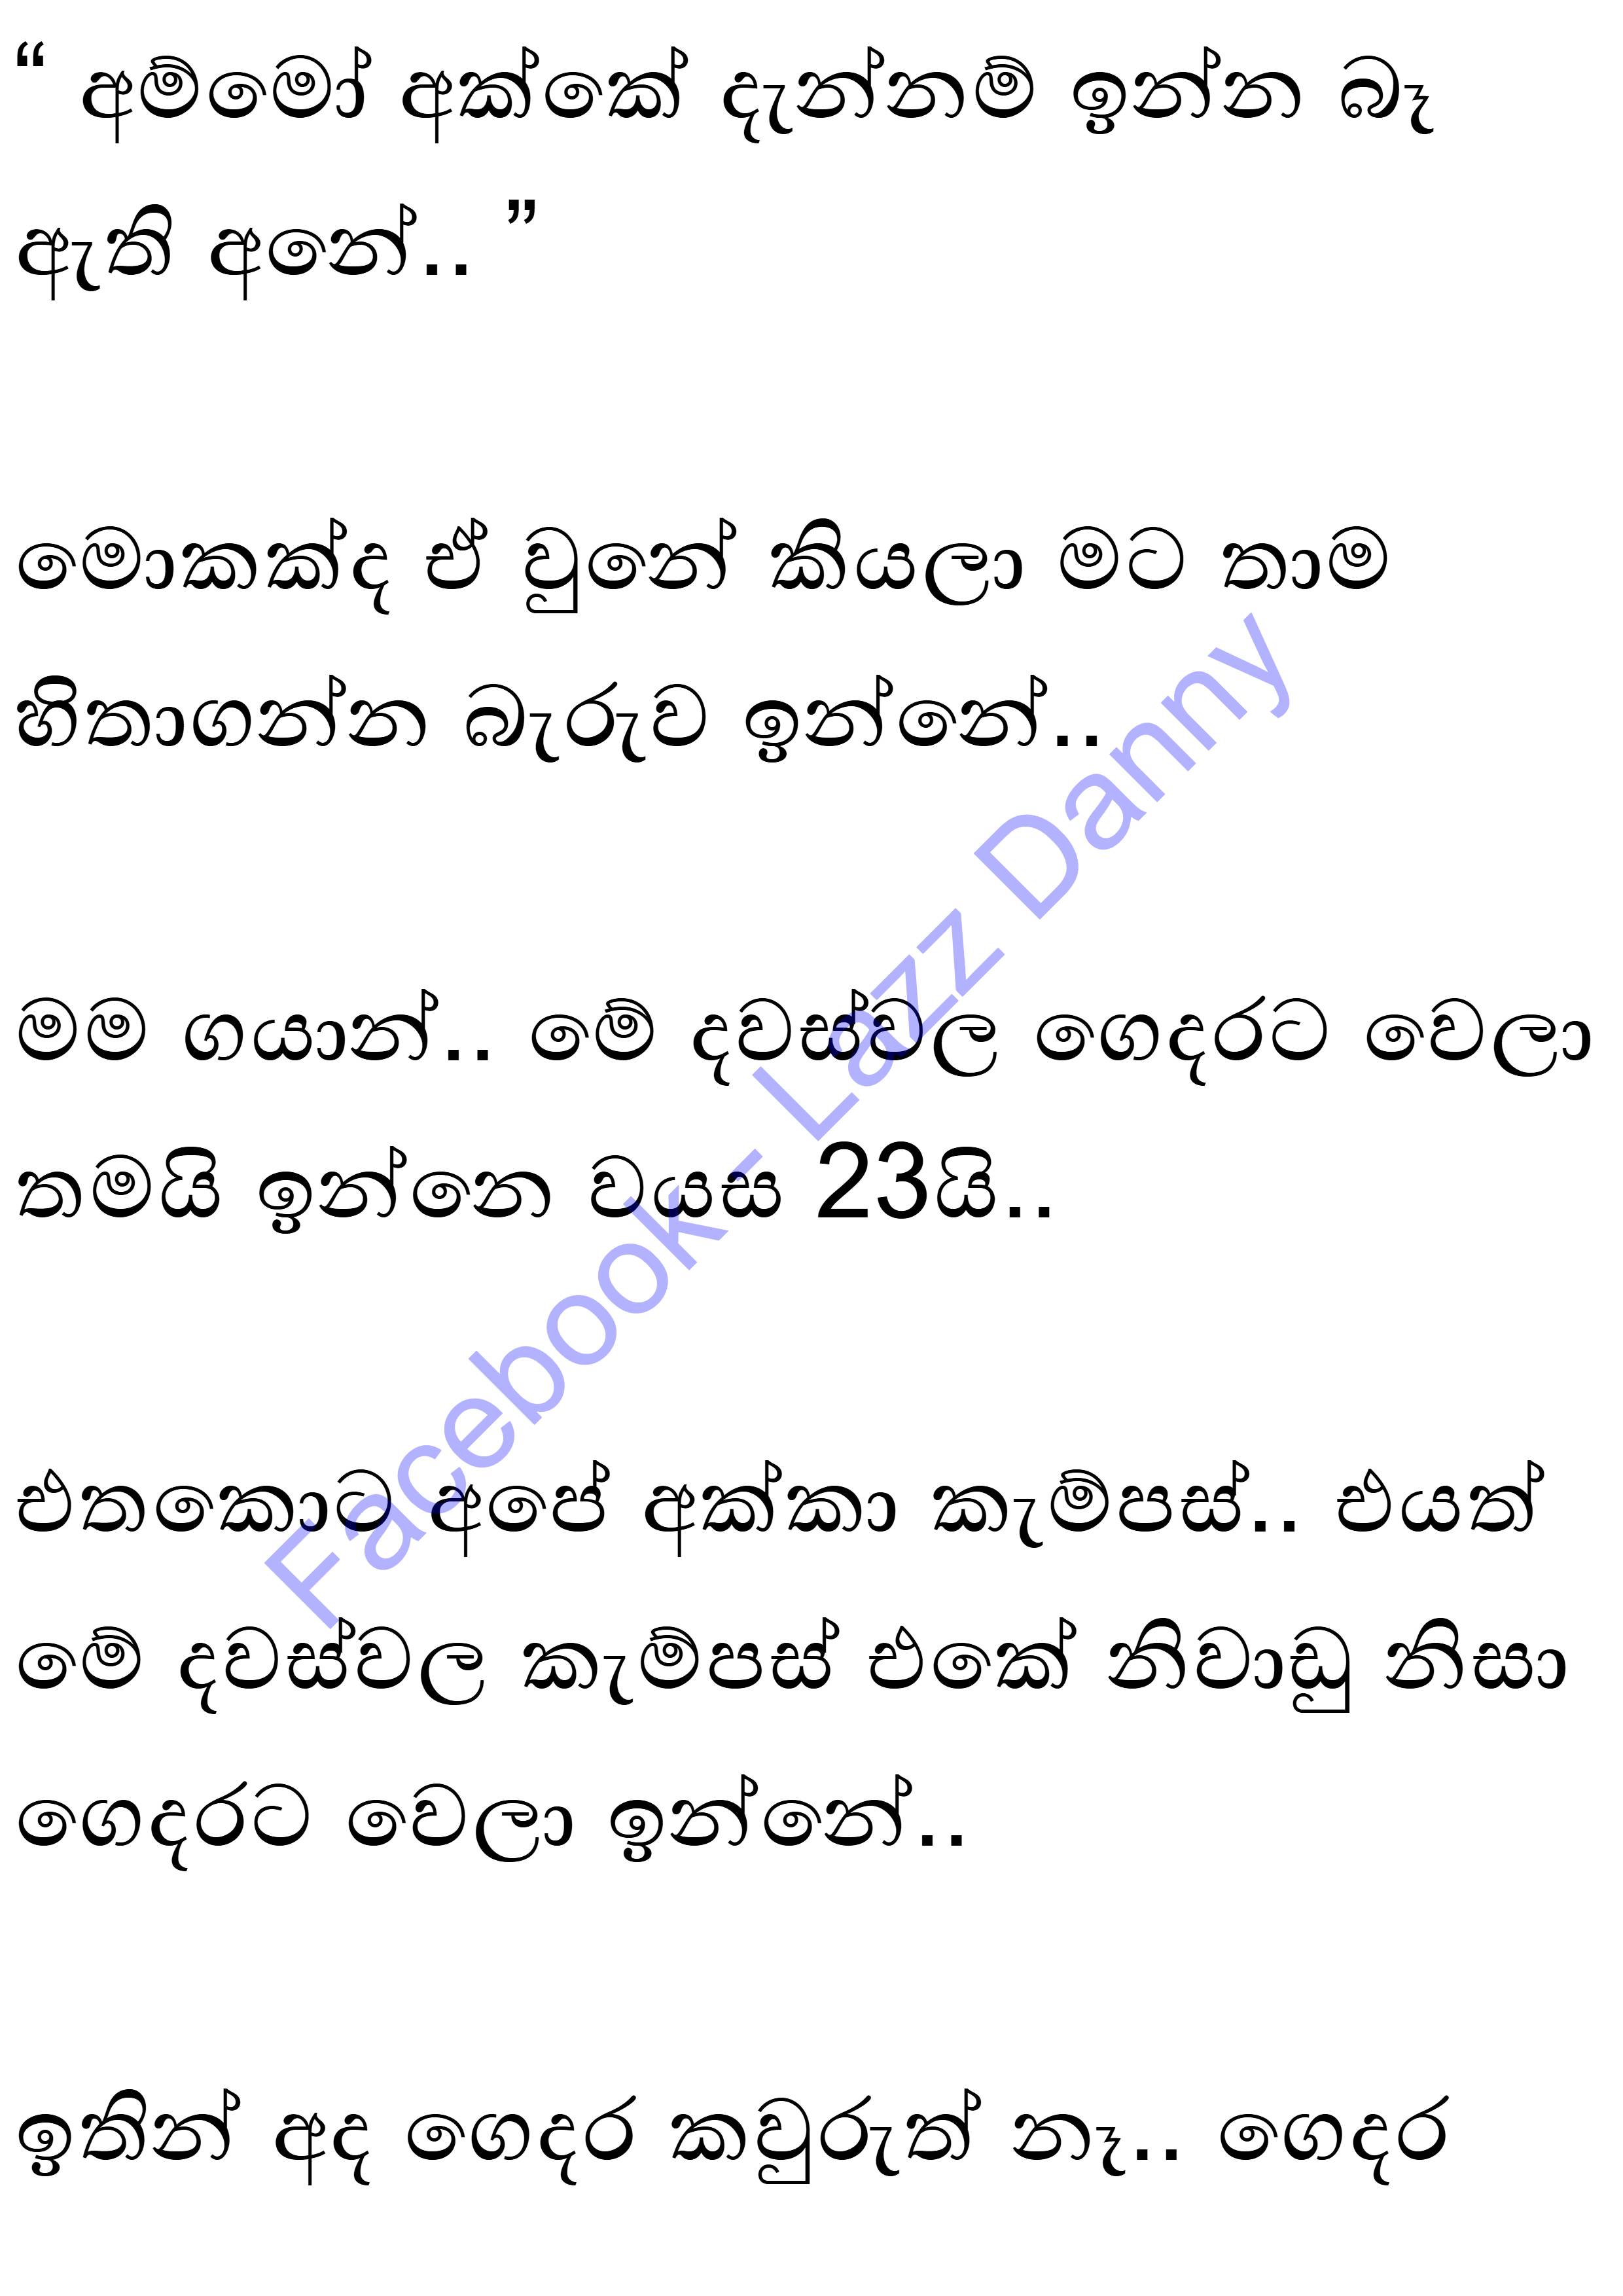 “ අම්මෝ අක්කේ දැන්නම් ඉන්න බෑ
ඇති අනේ.. ”
මොකක්ද ඒ වුනේ කියලා මට තාම
හිතාගන්න බැරුව ඉන්නේ..
මම ගයාන්.. මේ දවස්වල ගෙදරට වෙලා
තමයි ඉන්නෙ වයස 23යි..
එතකොට අපේ අක්කා කැම්පස්.. එයත්
මේ දවස්වල කැම්පස් එකේ නිවාඩු නිසා
ගෙදරට වෙලා ඉන්නේ..
ඉතින් අද ගෙදර කවුරුත් නෑ.. ගෙදර
Facebook- Lazz Danny